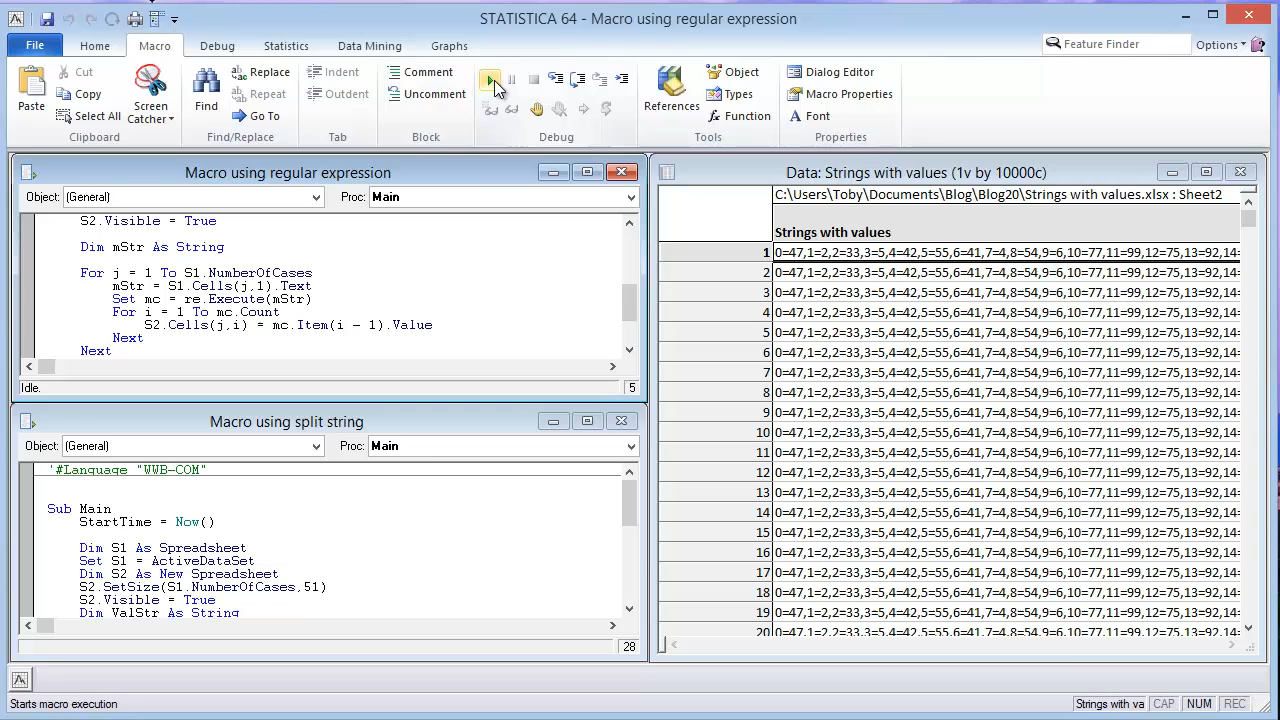 STATISTICA 64 - Macro using regular expression
File Home Macro Debug Statistics Data Mining Graphs Feature Finder Options
Paste Cut Copy Select All Screen Catcher Clipboard
Find Replace Repeat Go To Find/Replace
Indent Outdent Tab
Comment Uncomment Block
Debug
References Object Types Function Tools
Dialog Editor Macro Properties Font Properties
Macro using regular expression
Object: (General) Proc: Main
S2.Visible = True
Dim mStr As String
For j = 1 To S1.NumberOfCases
mStr = S1.Cells(j,1).Text
Set mc = re.Execute(mStr)
For i = 1 To mc.Count
S2.Cells(j,i) = mc.Item(i - 1).Value
Next
Next
Idle. 5
Macro using split string
Object: (General) Proc: Main
'#Language "WWB-COM"
Sub Main
StartTime = Now()
Dim S1 As Spreadsheet
Set S1 = ActiveDataSet
Dim S2 As New Spreadsheet
S2.SetSize(S1.NumberOfCases,51)
S2.Visible = True
Dim ValStr As String
28
Data: Strings with values (1v by 10000c)
C:\Users\Toby\Documents\Blog\Blog20\Strings with values.xlsx : Sheet2
Strings with values
1 0=47,1=2,2=33,3=5,4=42,5=55,6=41,7=4,8=54,9=6,10=77,11=99,12=75,13=92,14=
2 0=47,1=2,2=33,3=5,4=42,5=55,6=41,7=4,8=54,9=6,10=77,11=99,12=75,13=92,14=
3 0=47,1=2,2=33,3=5,4=42,5=55,6=41,7=4,8=54,9=6,10=77,11=99,12=75,13=92,14=
4 0=47,1=2,2=33,3=5,4=42,5=55,6=41,7=4,8=54,9=6,10=77,11=99,12=75,13=92,14=
5 0=47,1=2,2=33,3=5,4=42,5=55,6=41,7=4,8=54,9=6,10=77,11=99,12=75,13=92,14=
6 0=47,1=2,2=33,3=5,4=42,5=55,6=41,7=4,8=54,9=6,10=77,11=99,12=75,13=92,14=
7 0=47,1=2,2=33,3=5,4=42,5=55,6=41,7=4,8=54,9=6,10=77,11=99,12=75,13=92,14=
8 0=47,1=2,2=33,3=5,4=42,5=55,6=41,7=4,8=54,9=6,10=77,11=99,12=75,13=92,14=
9 0=47,1=2,2=33,3=5,4=42,5=55,6=41,7=4,8=54,9=6,10=77,11=99,12=75,13=92,14=
10 0=47,1=2,2=33,3=5,4=42,5=55,6=41,7=4,8=54,9=6,10=77,11=99,12=75,13=92,14=
11 0=47,1=2,2=33,3=5,4=42,5=55,6=41,7=4,8=54,9=6,10=77,11=99,12=75,13=92,14=
12 0=47,1=2,2=33,3=5,4=42,5=55,6=41,7=4,8=54,9=6,10=77,11=99,12=75,13=92,14=
13 0=47,1=2,2=33,3=5,4=42,5=55,6=41,7=4,8=54,9=6,10=77,11=99,12=75,13=92,14=
14 0=47,1=2,2=33,3=5,4=42,5=55,6=41,7=4,8=54,9=6,10=77,11=99,12=75,13=92,14=
15 0=47,1=2,2=33,3=5,4=42,5=55,6=41,7=4,8=54,9=6,10=77,11=99,12=75,13=92,14=
16 0=47,1=2,2=33,3=5,4=42,5=55,6=41,7=4,8=54,9=6,10=77,11=99,12=75,13=92,14=
17 0=47,1=2,2=33,3=5,4=42,5=55,6=41,7=4,8=54,9=6,10=77,11=99,12=75,13=92,14=
18 0=47,1=2,2=33,3=5,4=42,5=55,6=41,7=4,8=54,9=6,10=77,11=99,12=75,13=92,14=
19 0=47,1=2,2=33,3=5,4=42,5=55,6=41,7=4,8=54,9=6,10=77,11=99,12=75,13=92,14=
20 0=47,1=2,2=33,3=5,4=42,5=55,6=41,7=4,8=54,9=6,10=77,11=99,12=75,13=92,14=
Starts macro execution Strings with va CAP NUM REC